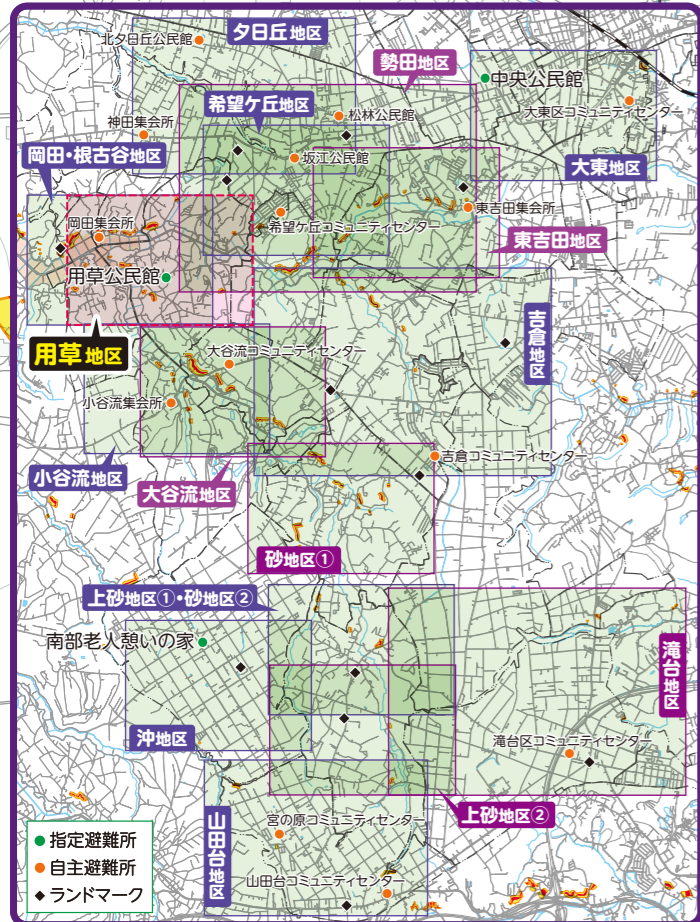 夕日丘地区
北夕日丘公民館
勢田地区
中央公民館
希望ケ丘地区
松林公民館
大東区コミュニティセンター
神田集会所
岡田・根古谷地区
坂江公民館
大東地区
岡田集会所
希望ケ丘コミュニティセンター
東吉田集会所
東吉田地区
用草公民館
吉倉地区
用草地区
大谷流コミュニティセンター
小谷流集会所
吉倉コミュニティセンター
小谷流地区
大谷流地区
砂地区①
上砂地区①・砂地区②
南部老人憩いの家
滝台地区
沖地区
滝台区コミュニティセンター
上砂地区②
山田台地区
宮の原コミュニティセンター
山田台コミュニティセンター
指定避難所
自主避難所
ランドマーク